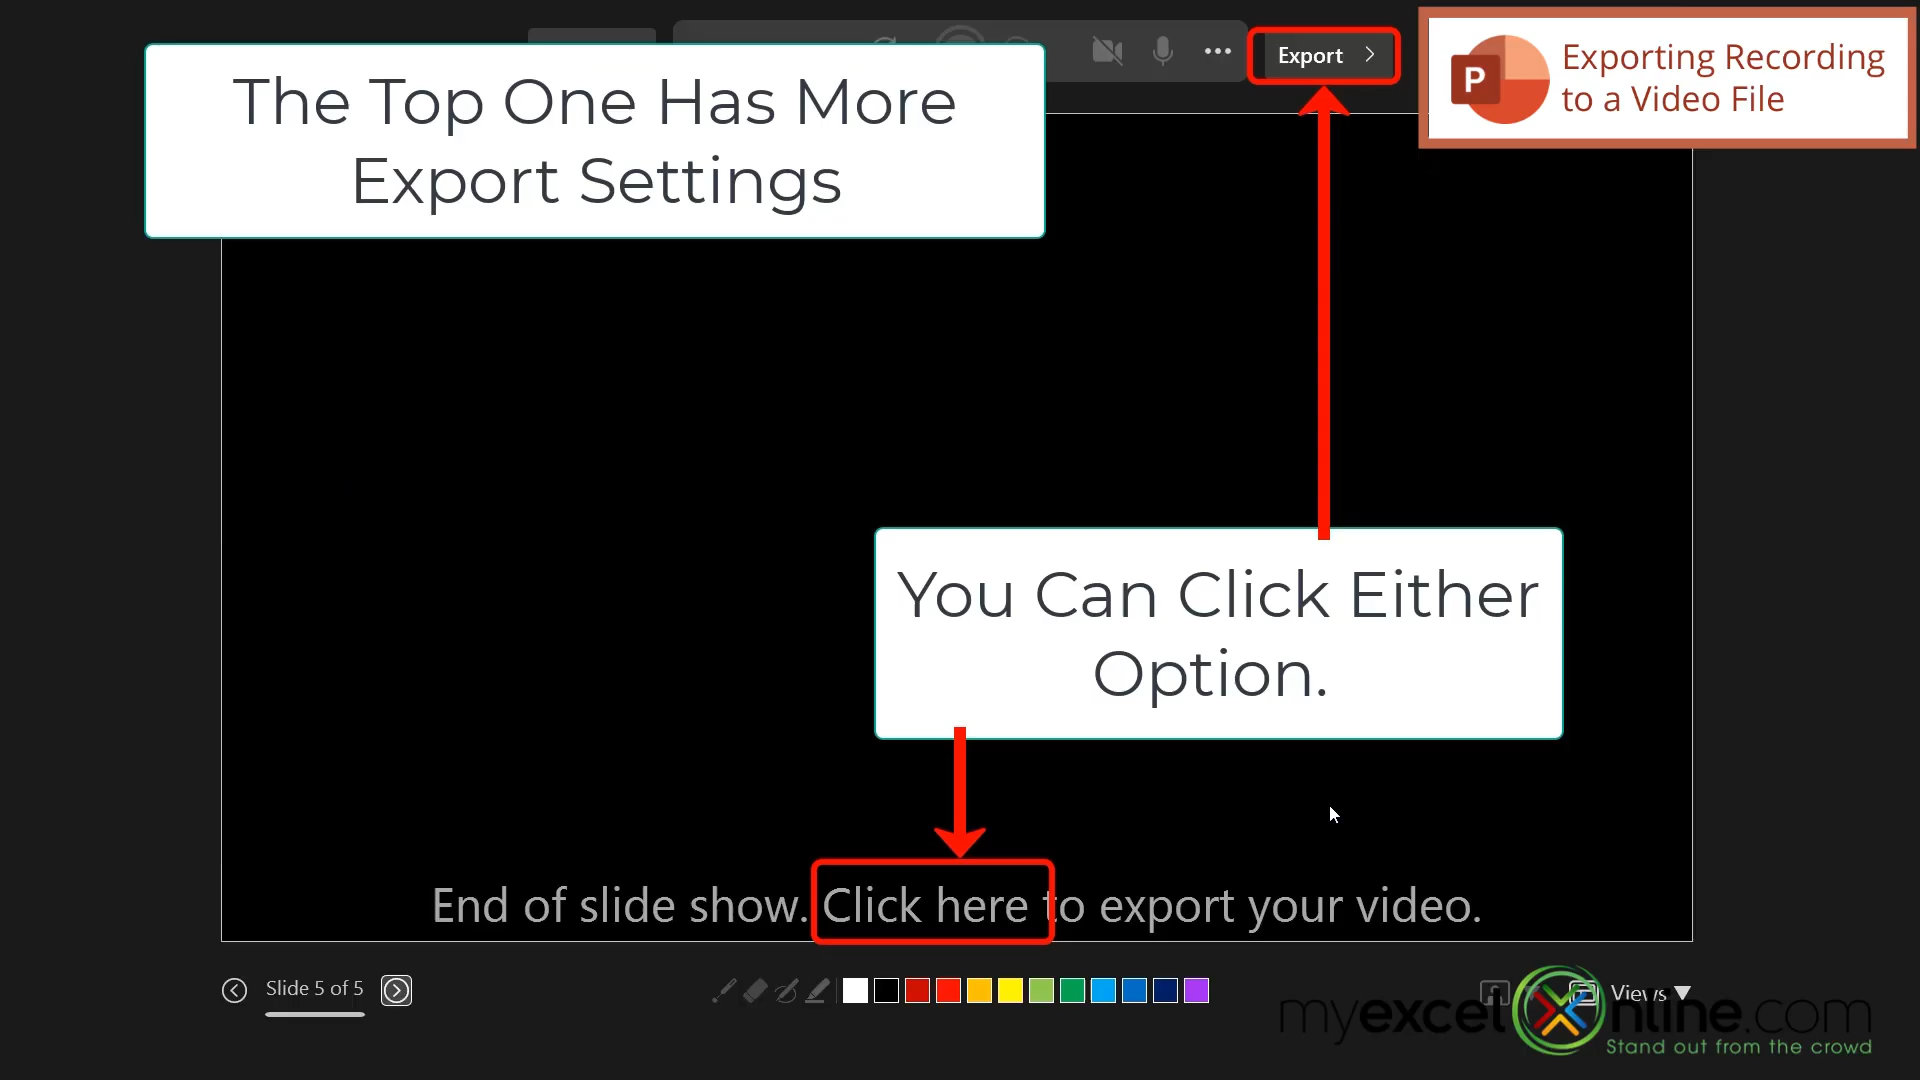 The Top One Has More
Export Settings
Export
P
Exporting Recording
to a Video File
You Can Click Either
Option.
End of slide show. Click here to export your video.
Slide 5 of 5
Views
myexcelonline.com
Stand out from the crowd